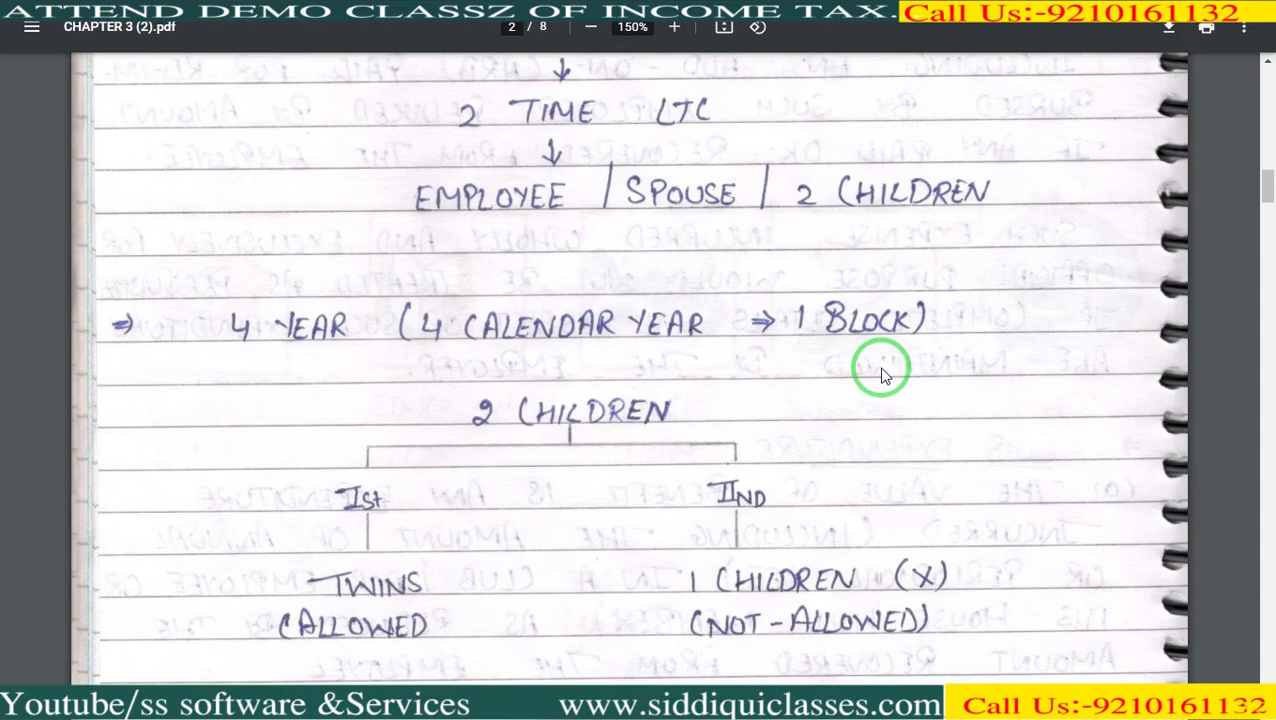 ATTEND DEMO CLASSZ OF INCOME TAX. Call Us:-9210161132
CHAPTER 3 (2).pdf 2 / 8 − 150% +
2 TIME LTC
EMPLOYEE / SPOUSE / 2 CHILDREN
⇒ 4 YEAR (4 CALENDAR YEAR ⇒ 1 BLOCK)
2 CHILDREN
Ist IIND
TWINS 1 CHILDREN (X)
(ALLOWED (NOT-ALLOWED)
Youtube/ss software &Services www.siddiquiclasses.com Call Us:-9210161132